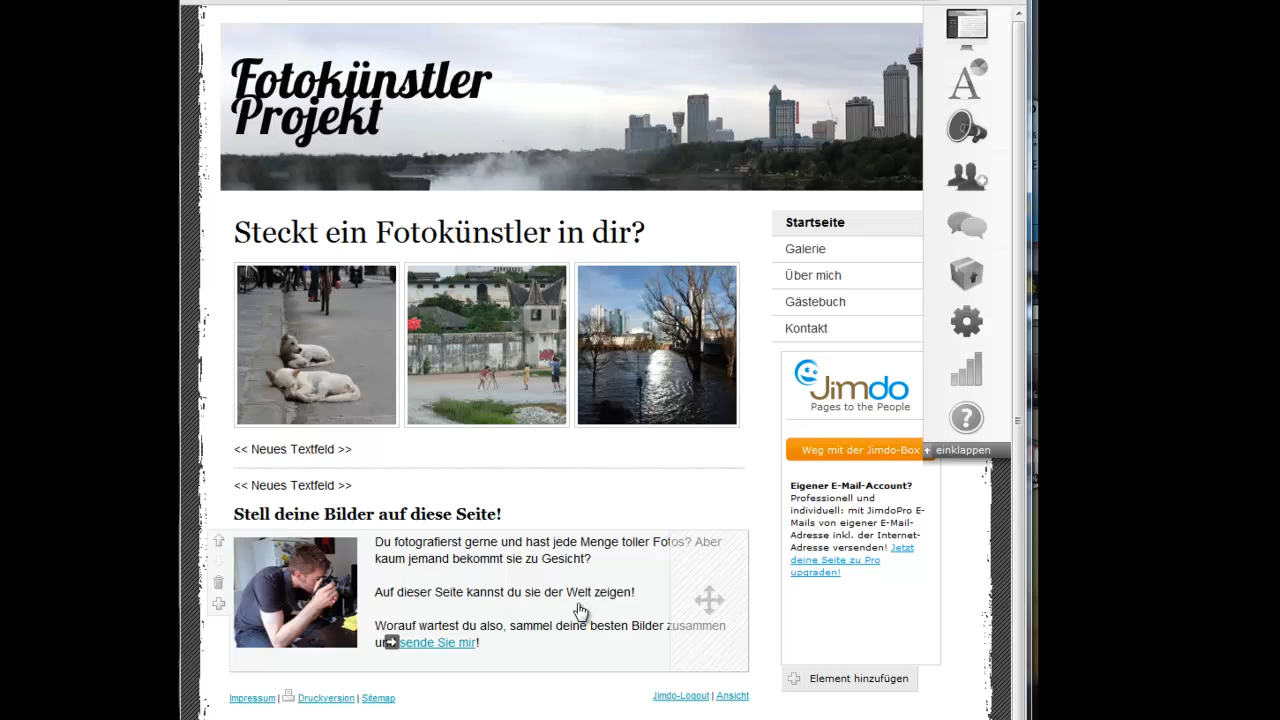 Fotokünstler
Projekt
Steckt ein Fotokünstler in dir?
<< Neues Textfeld >>
<< Neues Textfeld >>
Stell deine Bilder auf diese Seite!
Du fotografierst gerne und hast jede Menge toller Fotos? Aber
kaum jemand bekommt sie zu Gesicht?
Auf dieser Seite kannst du sie der Welt zeigen!
Worauf wartest du also, sammel deine besten Bilder zusammen
sende Sie mir!
Impressum | Druckversion | Sitemap
Jimdo-Logout | Ansicht
Startseite
Galerie
Über mich
Gästebuch
Kontakt
Jimdo
Pages to the People
Weg mit der Jimdo-Box
Eigener E-Mail-Account?
Professionell und
individuell: mit JimdoPro E-
Mails von eigener E-Mail-
Adresse inkl. der Internet-
Adresse versenden! Jetzt
deine Seite zu Pro
upgraden!
Element hinzufügen
A
?
einklappen